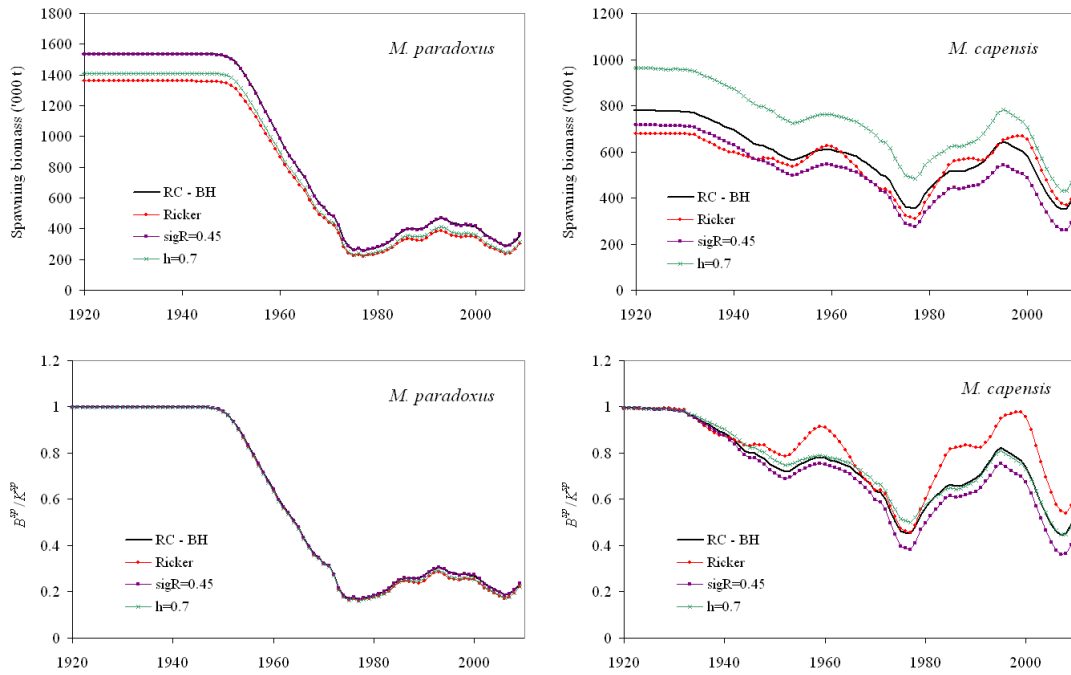 1800
1600
1400
1200
1000
800
600
400
200
0
Spawning biomass ('000 t)
M. paradoxus
RC - BH
Ricker
sigR=0.45
h=0.7
1920 1940 1960 1980 2000
1200
1000
800
600
400
200
0
Spawning biomass ('000 t)
M. capensis
RC - BH
Ricker
sigR=0.45
h=0.7
1920 1940 1960 1980 2000
1.2
1
0.8
0.6
0.4
0.2
0
B^sp/K^sp
M. paradoxus
RC - BH
Ricker
sigR=0.45
h=0.7
1920 1940 1960 1980 2000
1.2
1
0.8
0.6
0.4
0.2
0
B^sp/K^sp
M. capensis
RC - BH
Ricker
sigR=0.45
h=0.7
1920 1940 1960 1980 2000